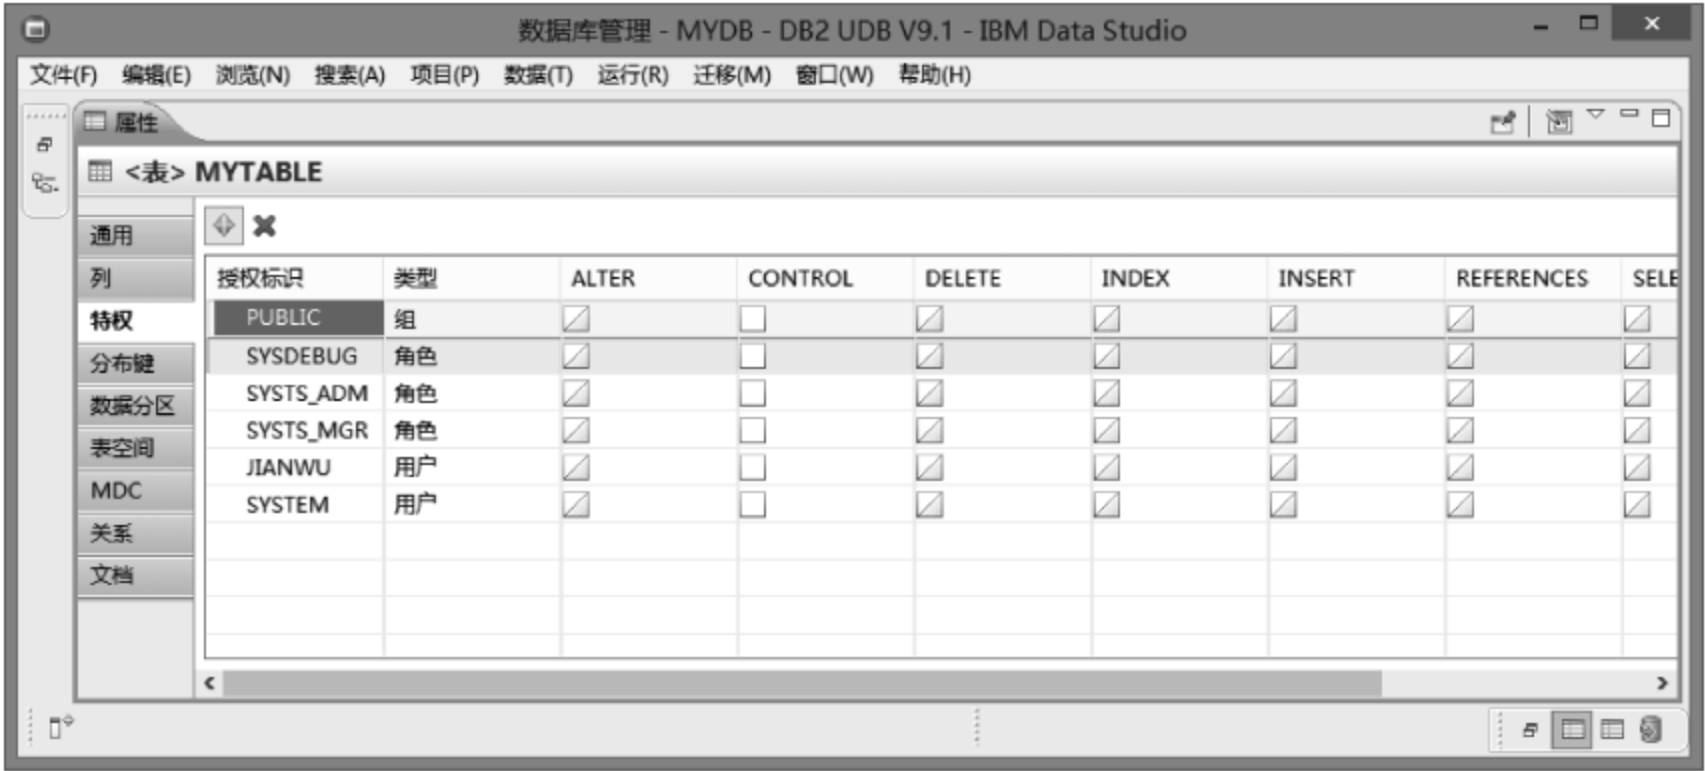 数据库管理 - MYDB - DB2 UDB V9.1 - IBM Data Studio
文件(F) 编辑(E) 浏览(N) 搜索(A) 项目(P) 数据(T) 运行(R) 迁移(M) 窗口(W) 帮助(H)
属性
<表> MYTABLE
通用
列
特权
分布键
数据分区
表空间
MDC
关系
文档
授权标识 类型 ALTER CONTROL DELETE INDEX INSERT REFERENCES SELE
PUBLIC 组
SYSDEBUG 角色
SYSTS_ADM 角色
SYSTS_MGR 角色
JIANWU 用户
SYSTEM 用户